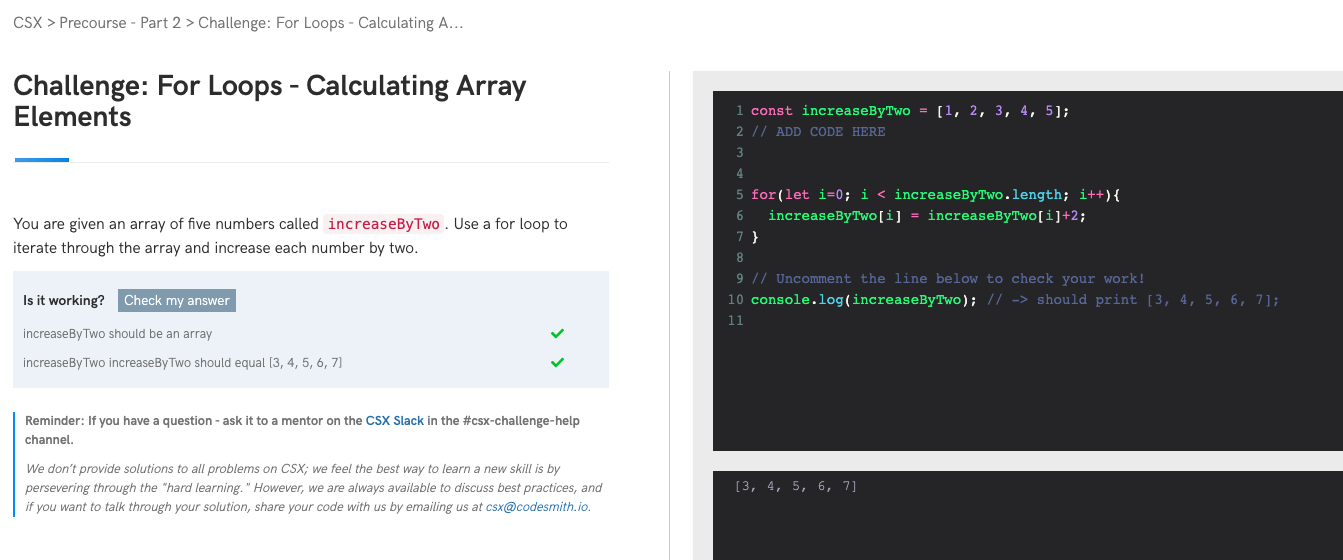 CSX > Precourse - Part 2 > Challenge: For Loops - Calculating A...
Challenge: For Loops - Calculating Array
Elements
You are given an array of five numbers called increaseByTwo. Use a for loop to
iterate through the array and increase each number by two.
Is it working? Check my answer
increaseByTwo should be an array
increaseByTwo increaseByTwo should equal [3, 4, 5, 6, 7]
Reminder: If you have a question - ask it to a mentor on the CSX Slack in the #csx-challenge-help
channel.
We don't provide solutions to all problems on CSX; we feel the best way to learn a new skill is by
persevering through the "hard learning." However, we are always available to discuss best practices, and
if you want to talk through your solution, share your code with us by emailing us at csx@codesmith.io.
1 const increaseByTwo = [1, 2, 3, 4, 5];
2 // ADD CODE HERE
3
4
5 for(let i=0; i < increaseByTwo.length; i++){
6   increaseByTwo[i] = increaseByTwo[i]+2;
7 }
8
9 // Uncomment the line below to check your work!
10 console.log(increaseByTwo); // -> should print [3, 4, 5, 6, 7];
11
[3, 4, 5, 6, 7]